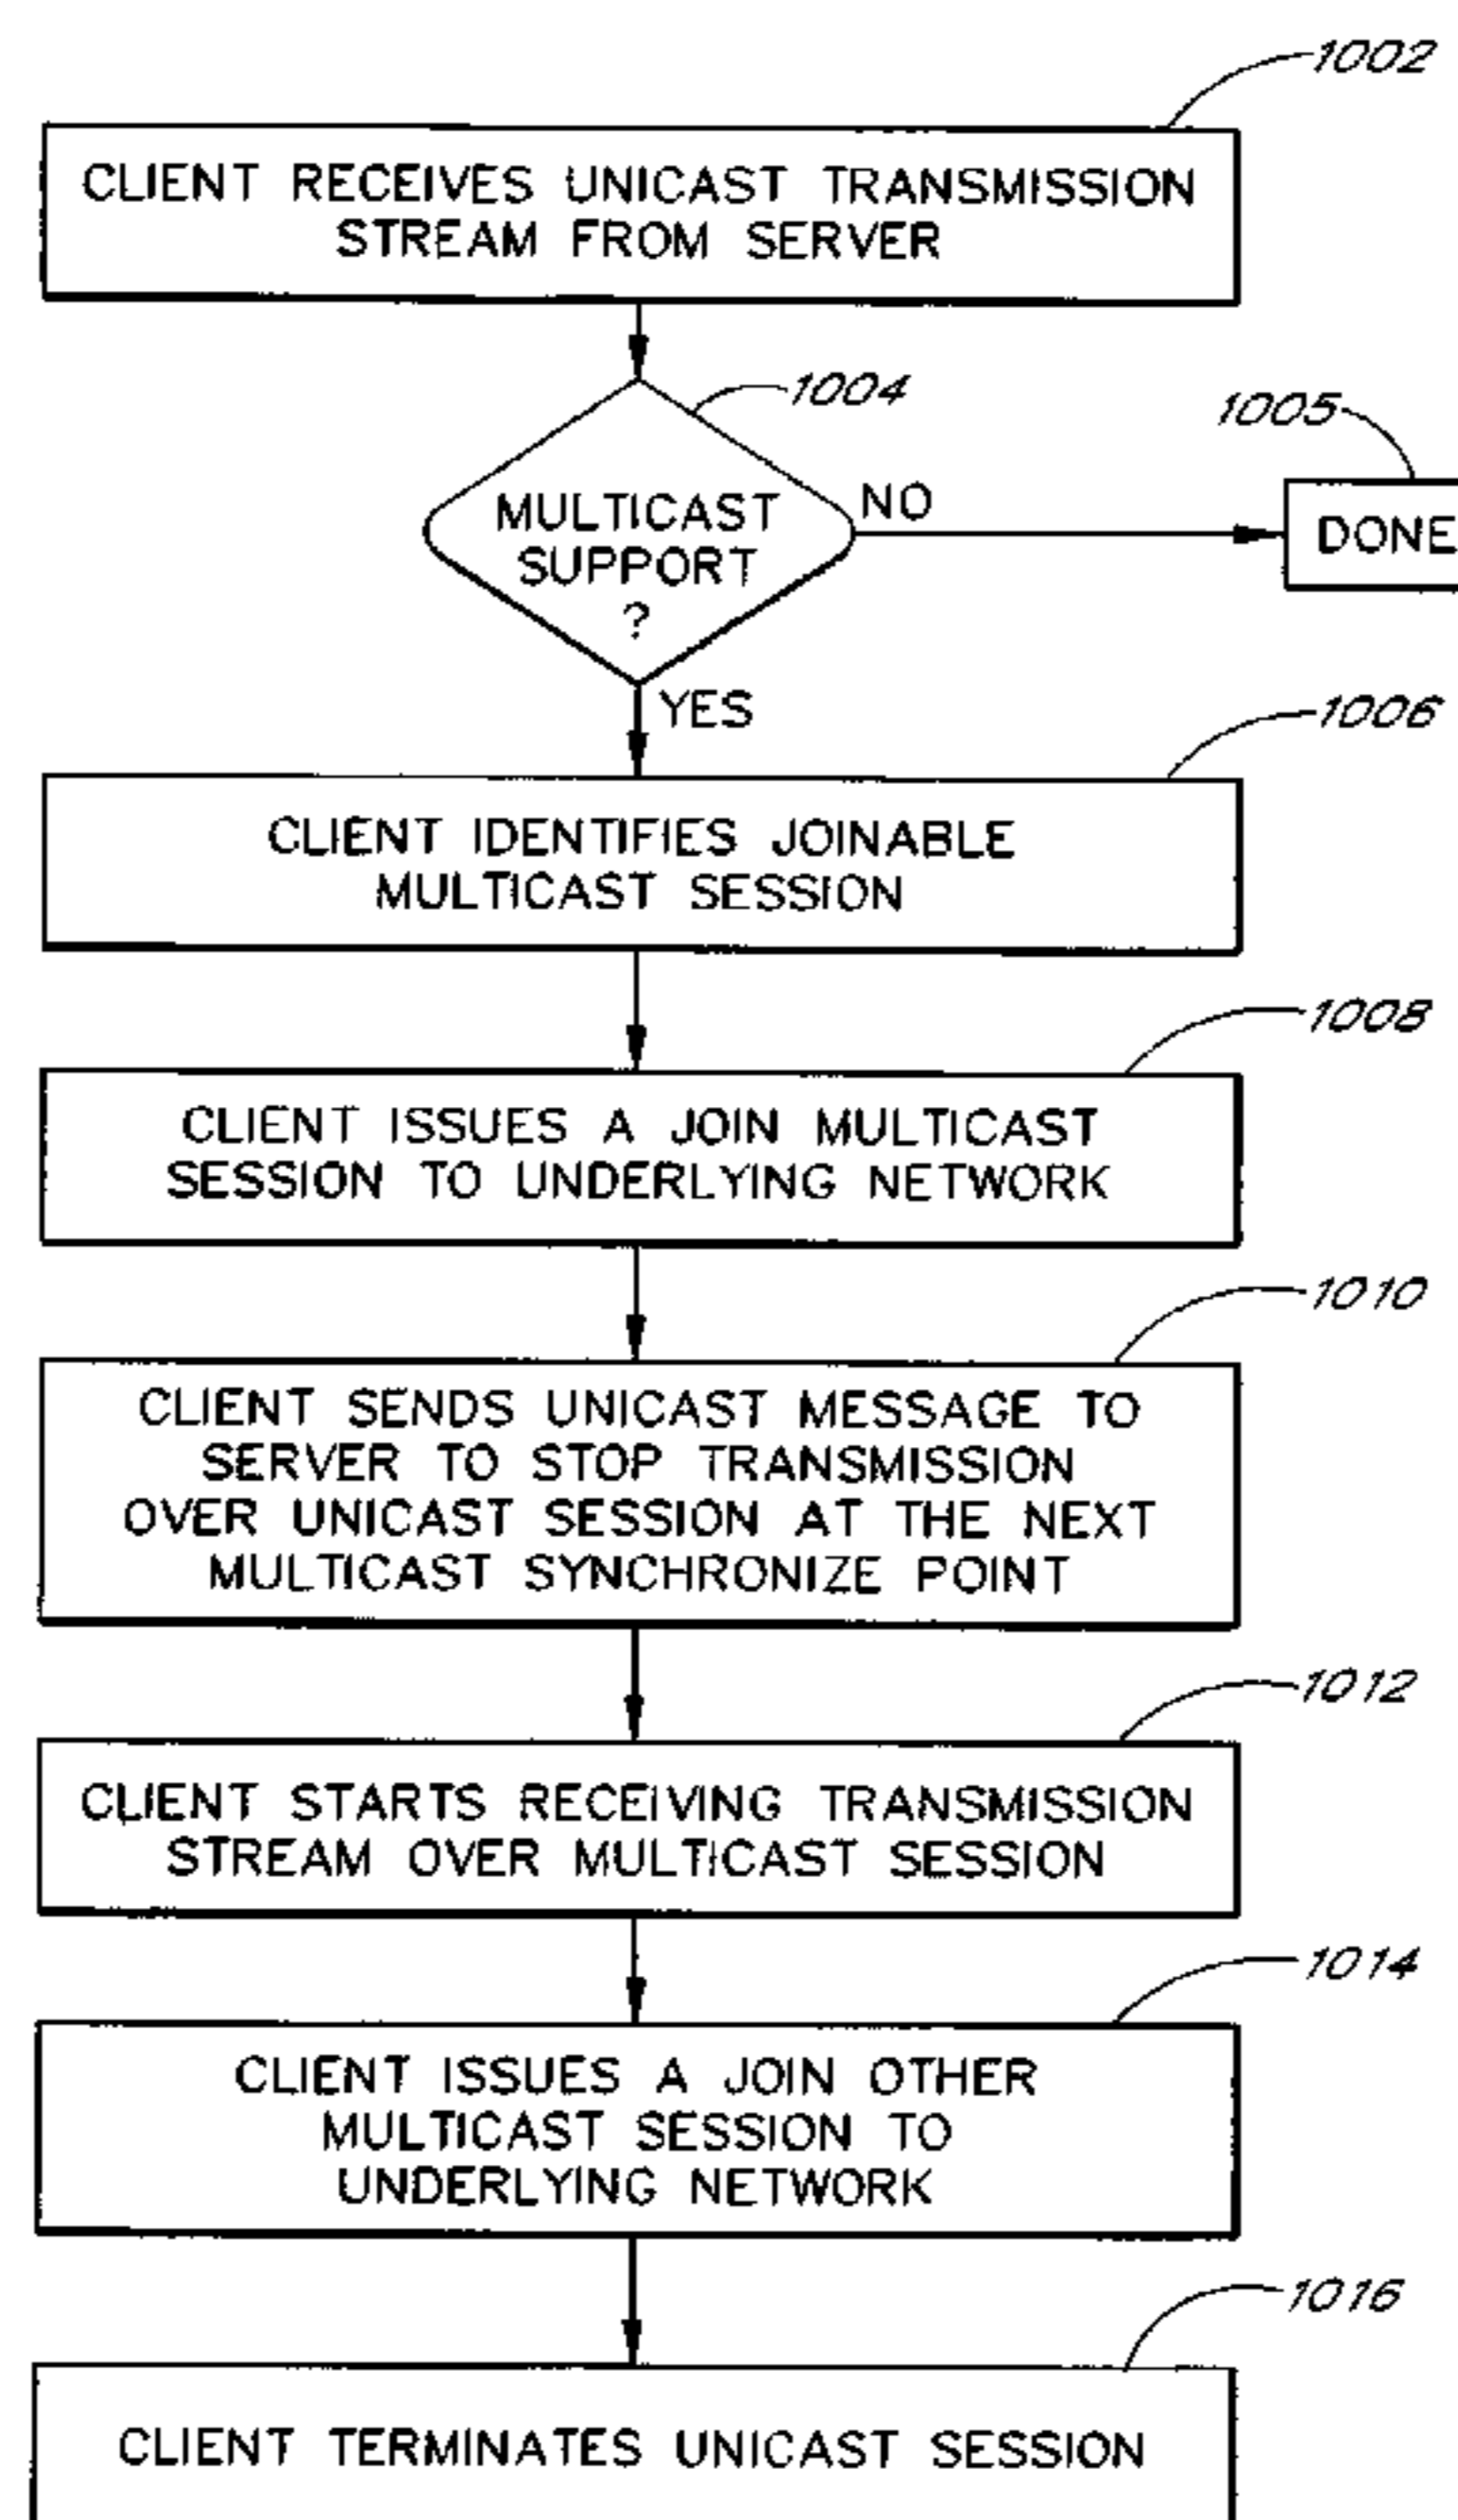 1002
CLIENT RECEIVES UNICAST TRANSMISSION
STREAM FROM SERVER
1004
1005
MULTICAST
SUPPORT
?
NO
DONE
YES
1006
CLIENT IDENTIFIES JOINABLE
MULTICAST SESSION
1008
CLIENT ISSUES A JOIN MULTICAST
SESSION TO UNDERLYING NETWORK
1010
CLIENT SENDS UNICAST MESSAGE TO
SERVER TO STOP TRANSMISSION
OVER UNICAST SESSION AT THE NEXT
MULTICAST SYNCHRONIZE POINT
1012
CLIENT STARTS RECEIVING TRANSMISSION
STREAM OVER MULTICAST SESSION
1014
CLIENT ISSUES A JOIN OTHER
MULTICAST SESSION TO
UNDERLYING NETWORK
1016
CLIENT TERMINATES UNICAST SESSION